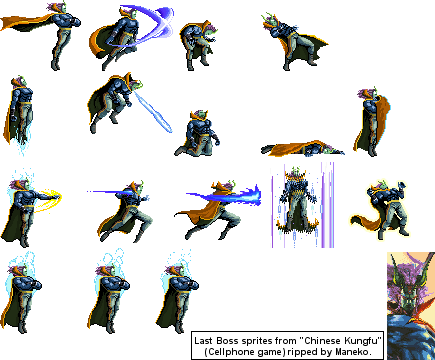 Last Boss sprites from "Chinese Kungfu"
(Cellphone game) ripped by Maneko.